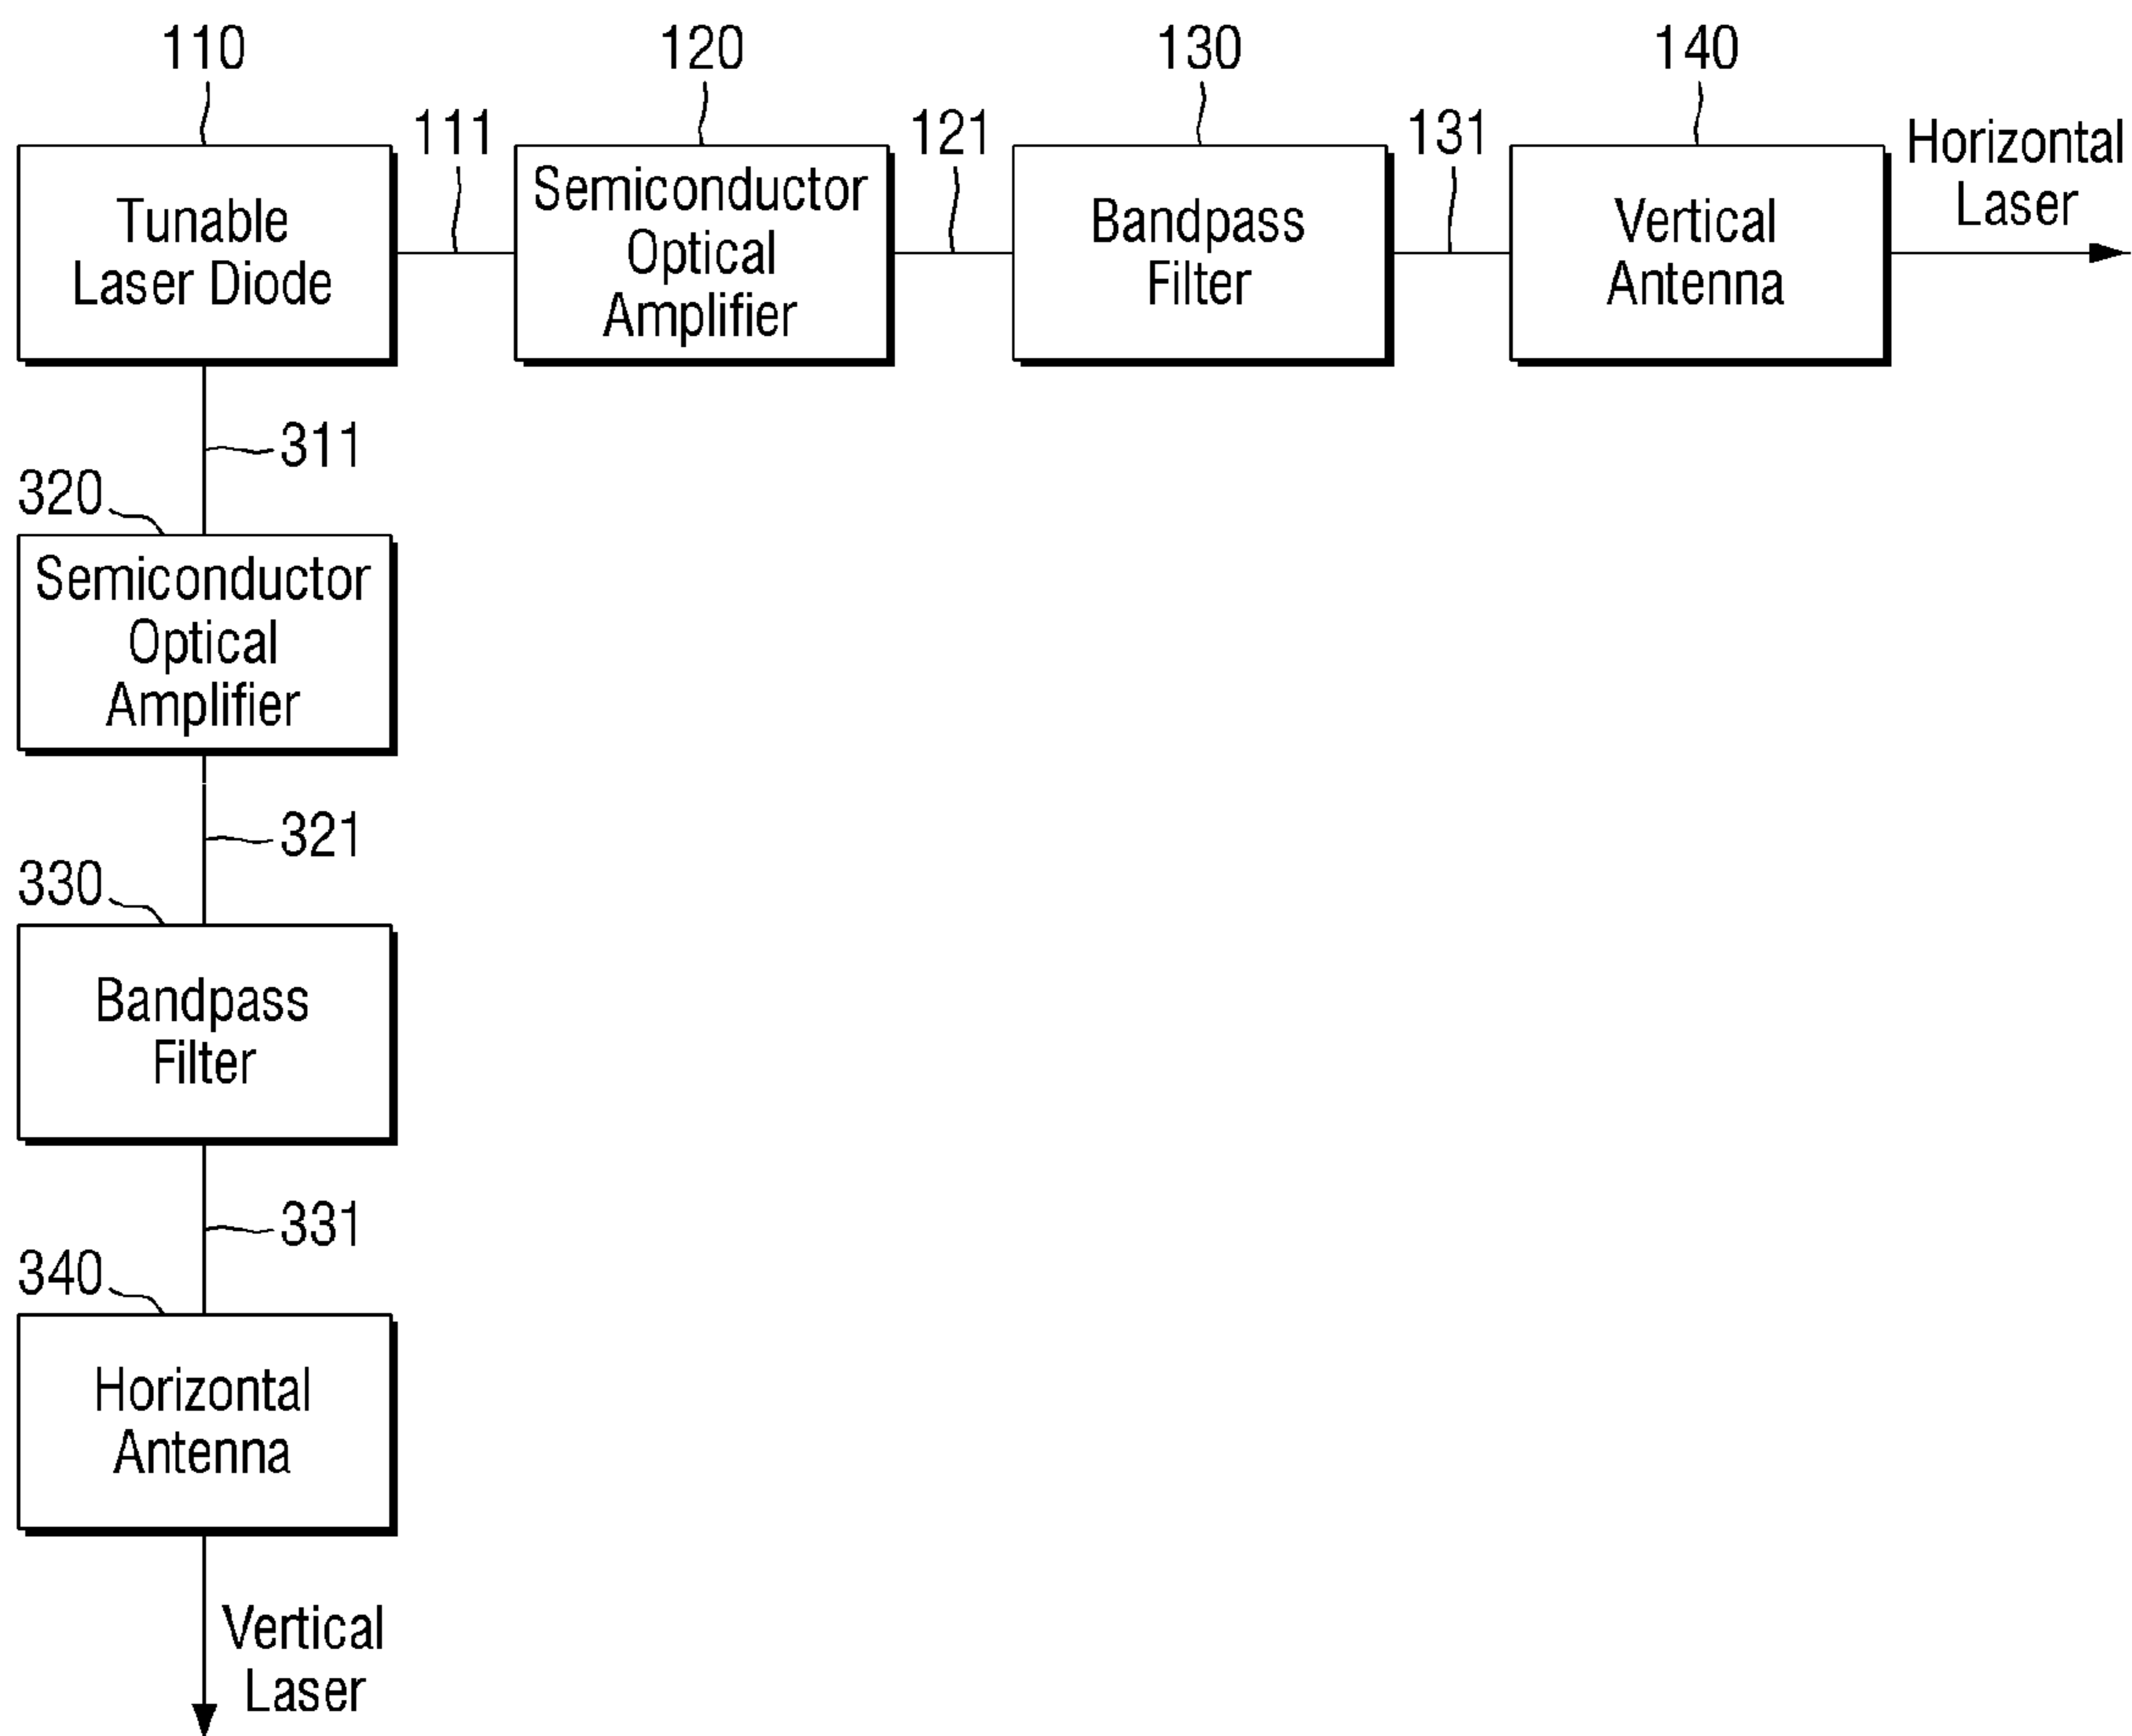 110
120
130
140
111
121
131
Tunable
Laser Diode
Semiconductor
Optical
Amplifier
Bandpass
Filter
Vertical
Antenna
Horizontal
Laser
311
320
Semiconductor
Optical
Amplifier
321
330
Bandpass
Filter
331
340
Horizontal
Antenna
Vertical
Laser